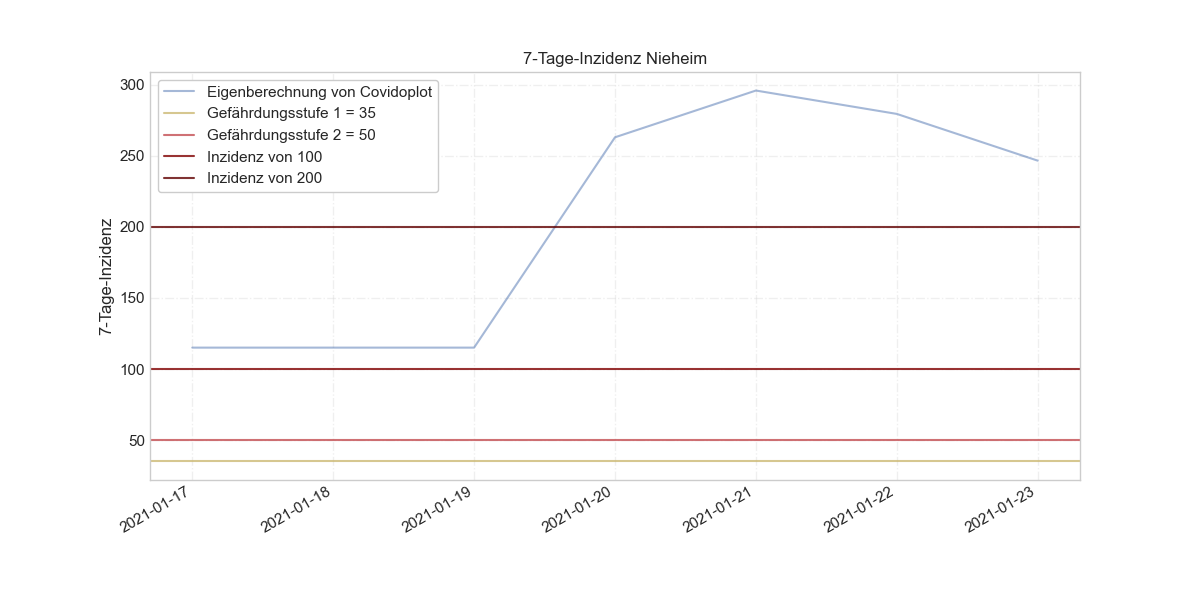 7-Tage-Inzidenz Nieheim
Eigenberechnung von Covidoplot
Gefährdungsstufe 1 = 35
Gefährdungsstufe 2 = 50
Inzidenz von 100
Inzidenz von 200
7-Tage-Inzidenz
300
250
200
150
100
50
2021-01-17
2021-01-18
2021-01-19
2021-01-20
2021-01-21
2021-01-22
2021-01-23